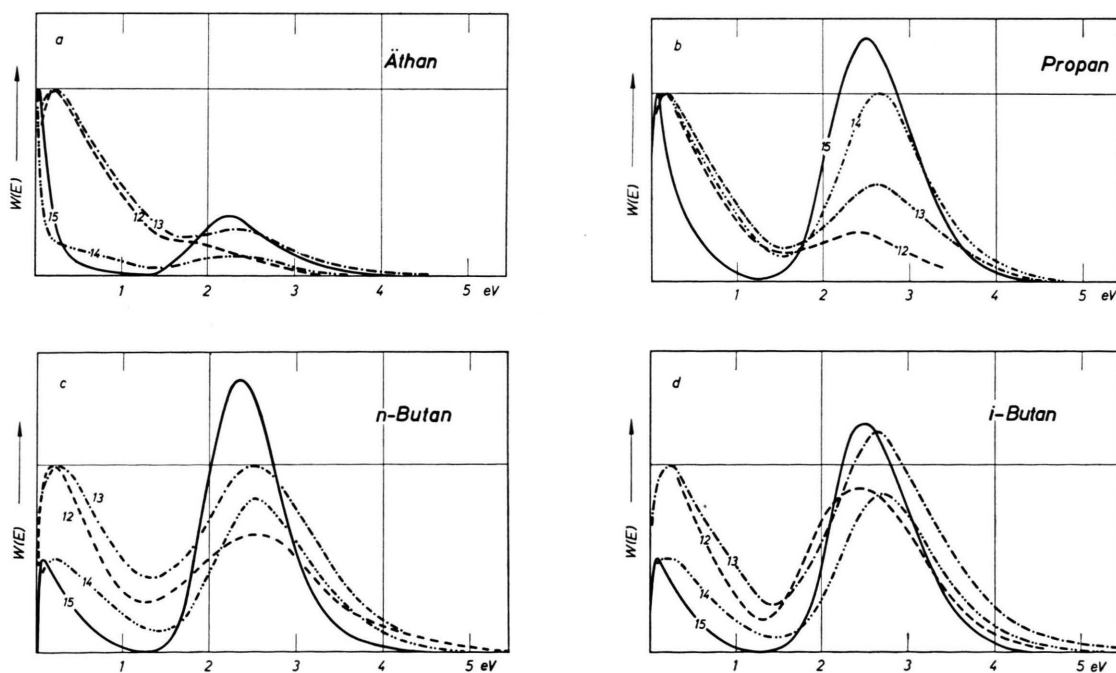 a
Äthan
W(E)
15
14
12
13
1 2 3 4 5 eV
b
Propan
W(E)
15
14
13
12
1 2 3 4 5 eV
c
n-Butan
W(E)
13
12
14
15
1 2 3 4 5 eV
d
i-Butan
W(E)
12
13
14
15
1 2 3 4 5 eV